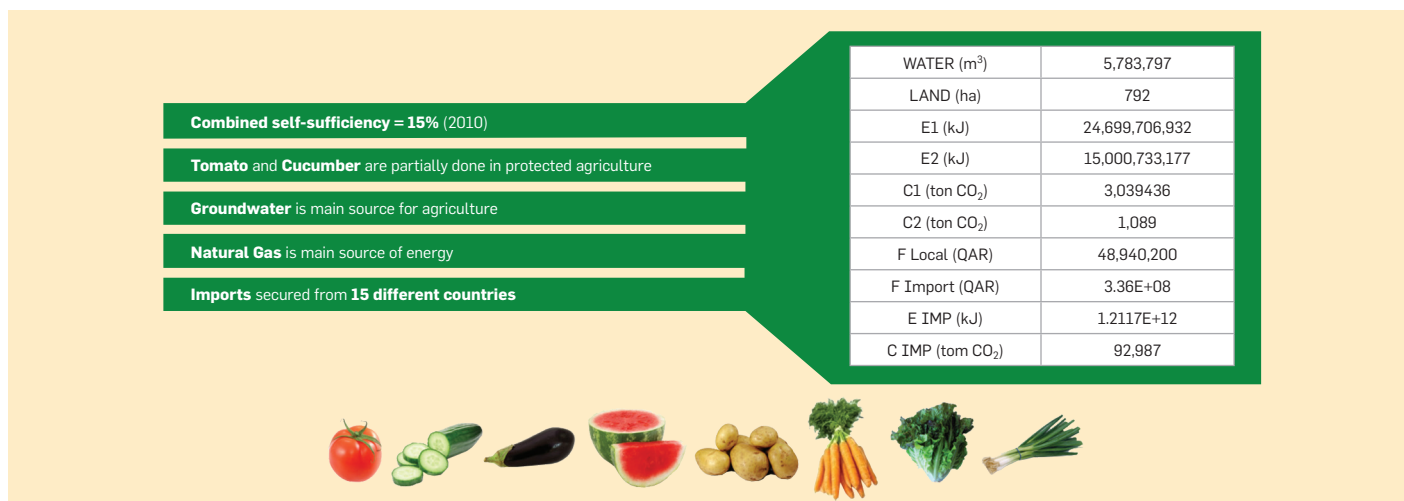 Combined self-sufficiency = 15% (2010)
Tomato and Cucumber are partially done in protected agriculture
Groundwater is main source for agriculture
Natural Gas is main source of energy
Imports secured from 15 different countries
WATER (m³) 5,783,797
LAND (ha) 792
E1 (kJ) 24,699,706,932
E2 (kJ) 15,000,733,177
C1 (ton CO₂) 3,039436
C2 (ton CO₂) 1,089
F Local (QAR) 48,940,200
F Import (QAR) 3.36E+08
E IMP (kJ) 1.2117E+12
C IMP (tom CO₂) 92,987